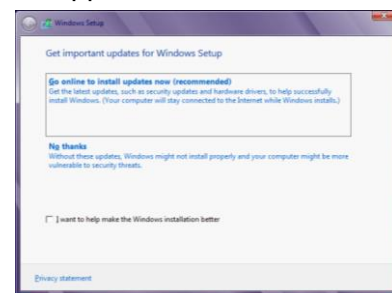 Windows Setup
Get important updates for Windows Setup
Go online to install updates now (recommended)
Get the latest updates, such as security updates and hardware drivers, to help successfully
install Windows. (Your computer will stay connected to the Internet while Windows installs.)
No thanks
Without these updates, Windows might not install properly and your computer might be more
vulnerable to security threats.
I want to help make the Windows installation better
Privacy statement